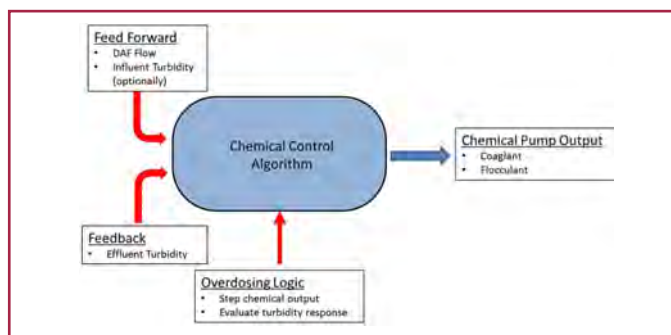 Feed Forward
• DAF Flow
• Influent Turbidity
(optionally)
Chemical Control
Algorithm
Chemical Pump Output
• Coaglant
• Flocculant
Feedback
• Effluent Turbidity
Overdosing Logic
• Step chemical output
• Evaluate turbidity response